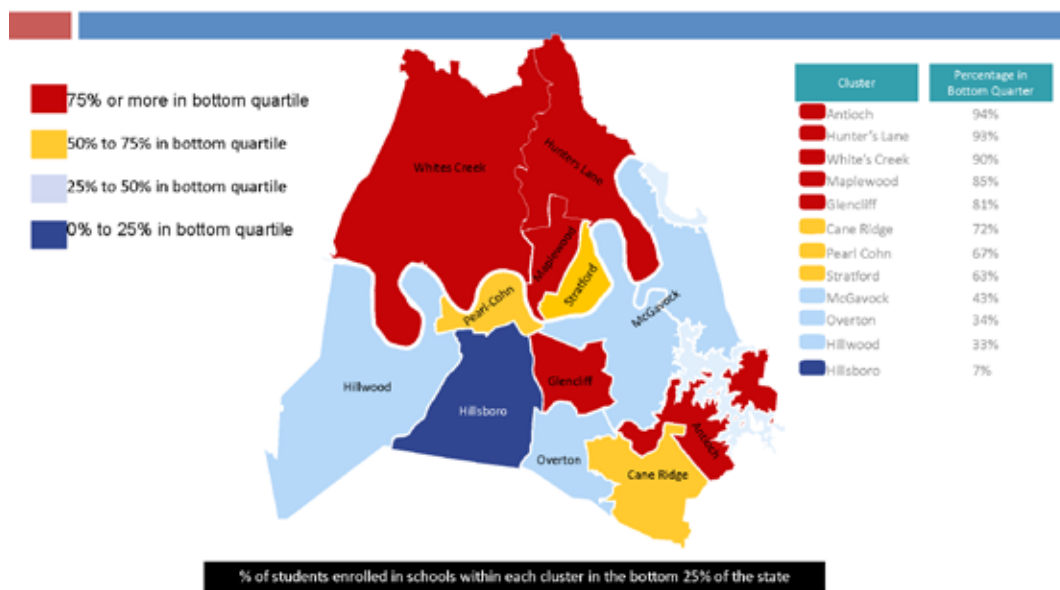 75% or more in bottom quartile
50% to 75% in bottom quartile
25% to 50% in bottom quartile
0% to 25% in bottom quartile
Whites Creek
Hunters Lane
Maplewood
Stratford
Pearl-Cohn
McGavock
Hillwood
Hillsboro
Glencliff
Overton
Antioch
Cane Ridge
Cluster Percentage in
Bottom Quarter
Antioch 94%
Hunter's Lane 93%
White's Creek 90%
Maplewood 85%
Glencliff 81%
Cane Ridge 72%
Pearl Cohn 67%
Stratford 63%
McGavock 43%
Overton 34%
Hillwood 33%
Hillsboro 7%
% of students enrolled in schools within each cluster in the bottom 25% of the state